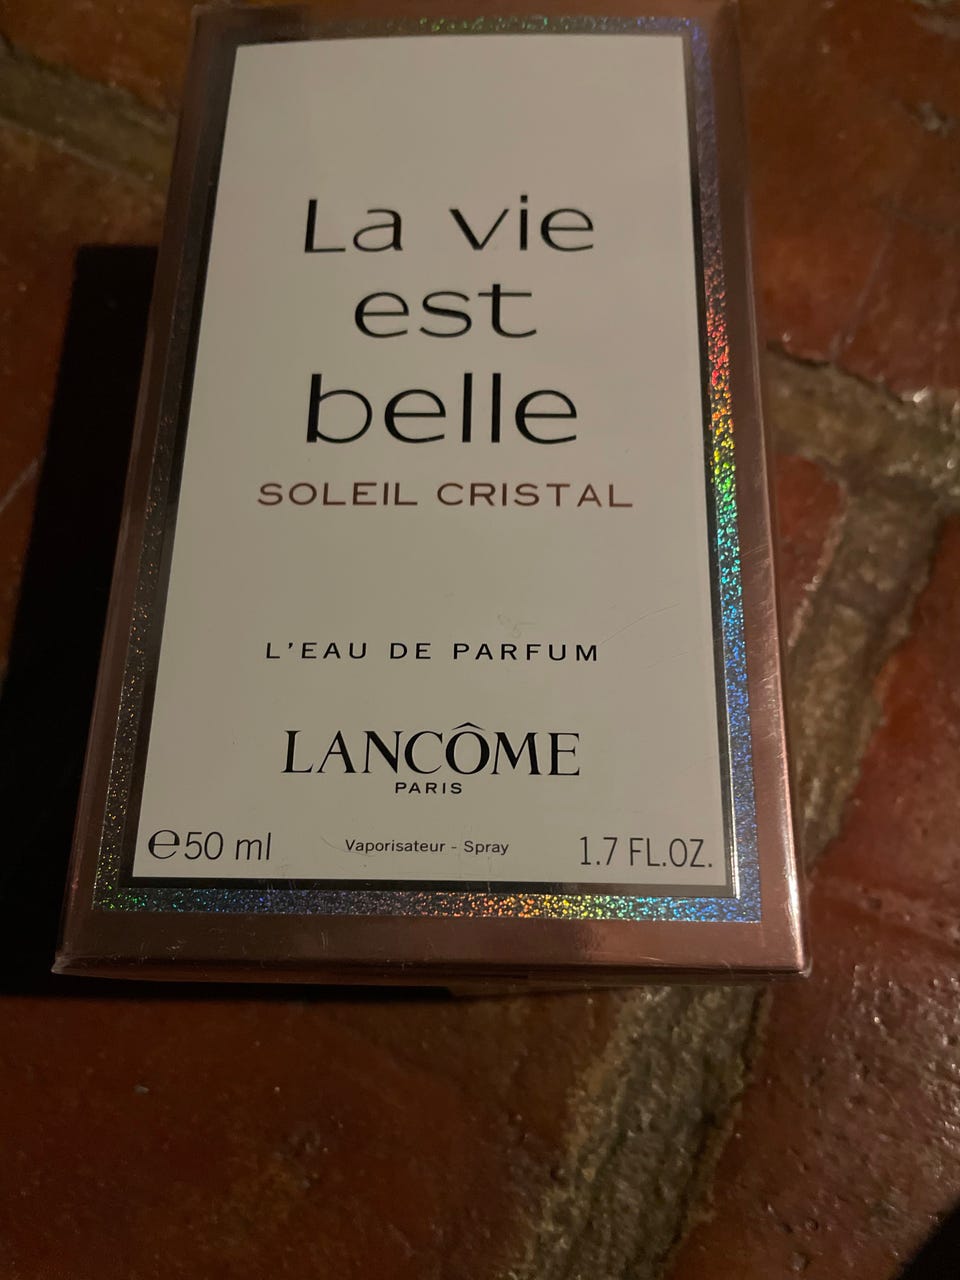 La vie
est
belle
SOLEIL CRISTAL
L'EAU DE PARFUM
LANCÔME
PARIS
℮50 ml Vaporisateur - Spray 1.7 FL.OZ.